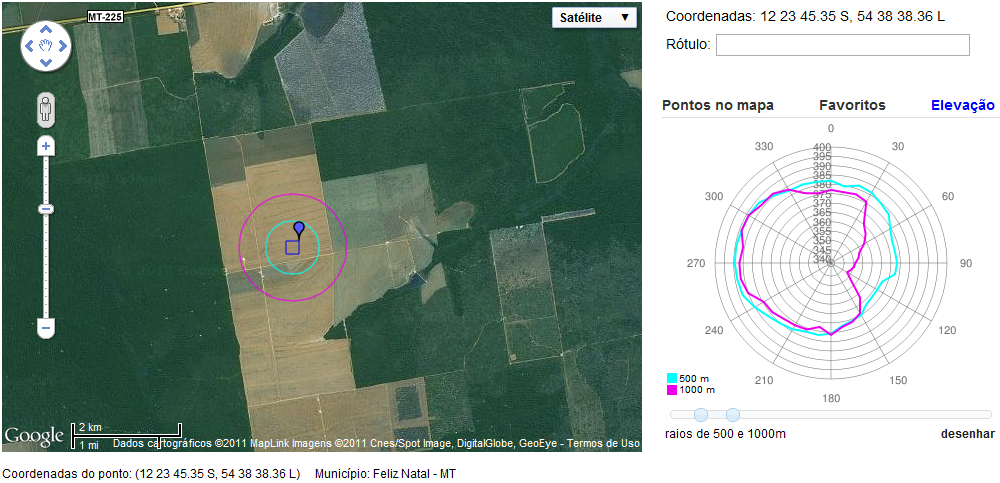 MT-225
Satélite ▼
+
−
−
Google
2 km
1 mi
Dados cartográficos ©2011 MapLink Imagens ©2011 Cnes/Spot Image, DigitalGlobe, GeoEye - Termos de Uso
Coordenadas do ponto: (12 23 45.35 S, 54 38 38.36 L) Município: Feliz Natal - MT
Coordenadas: 12 23 45.35 S, 54 38 38.36 L
Rótulo:
Pontos no mapa Favoritos Elevação
0
330 30
400
395
390
385
380
375
370
365
360
355
350
345
340
300 60
270 90
240 120
210 150
180
500 m
1000 m
raios de 500 e 1000m desenhar